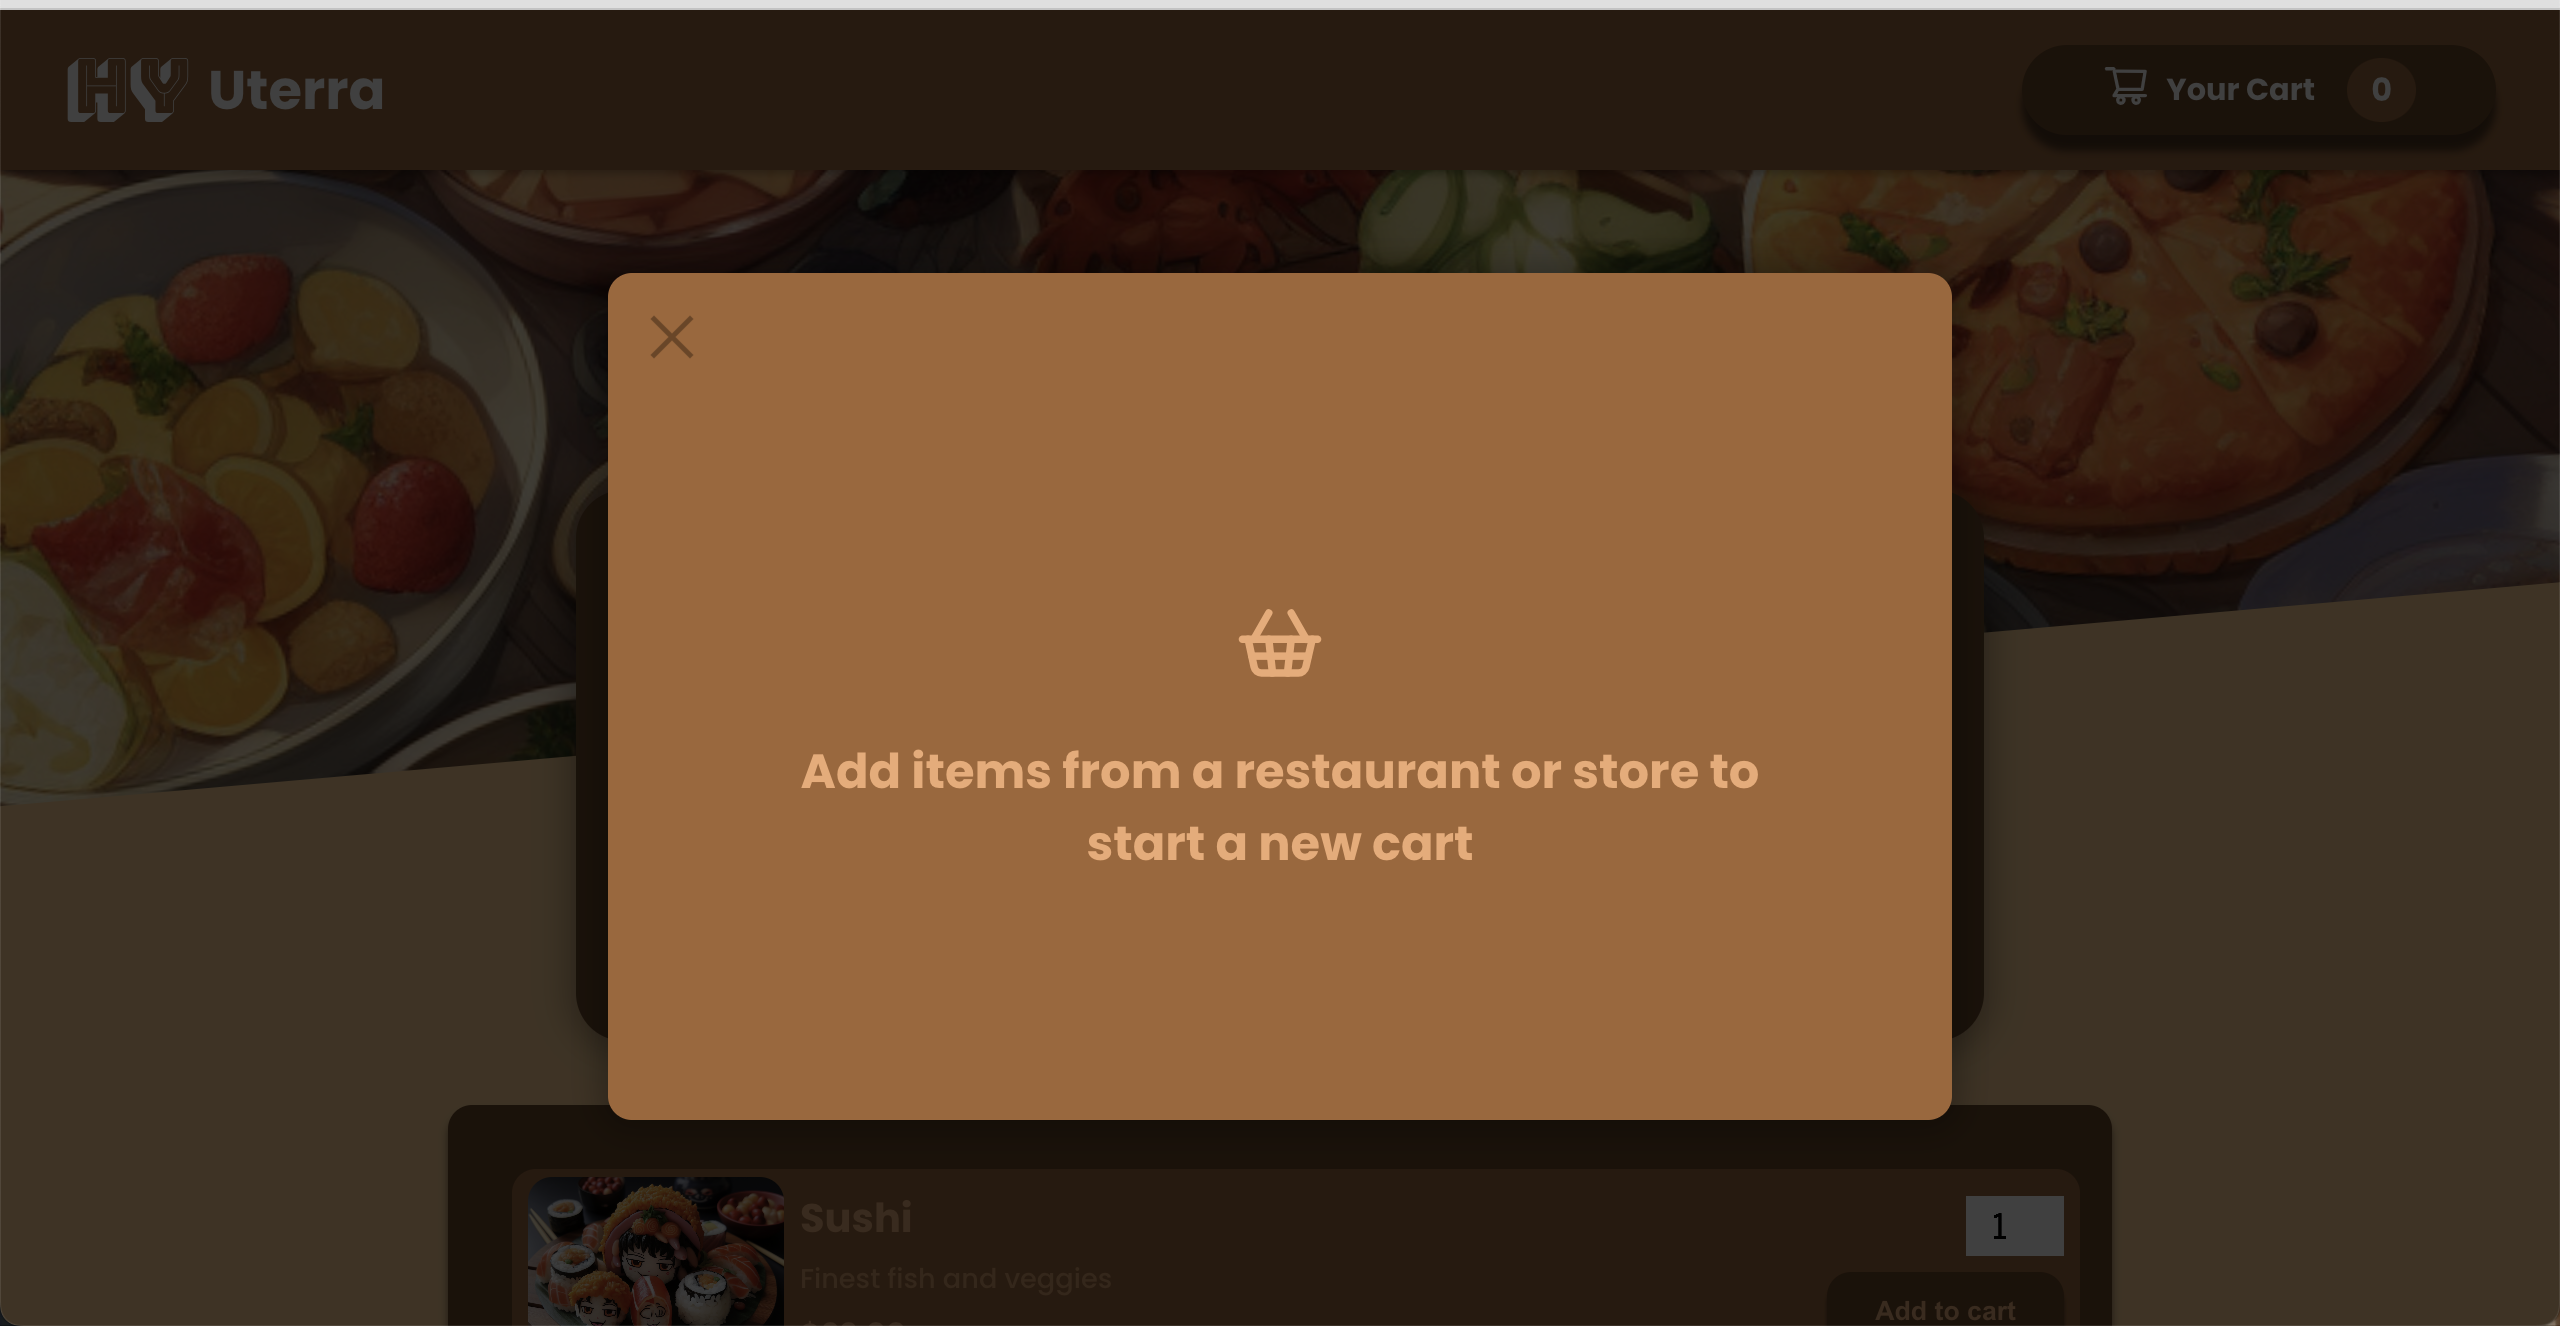 HY Uterra
Your Cart 0
Add items from a restaurant or store to
start a new cart
Sushi
1
Finest fish and veggies
Add to cart